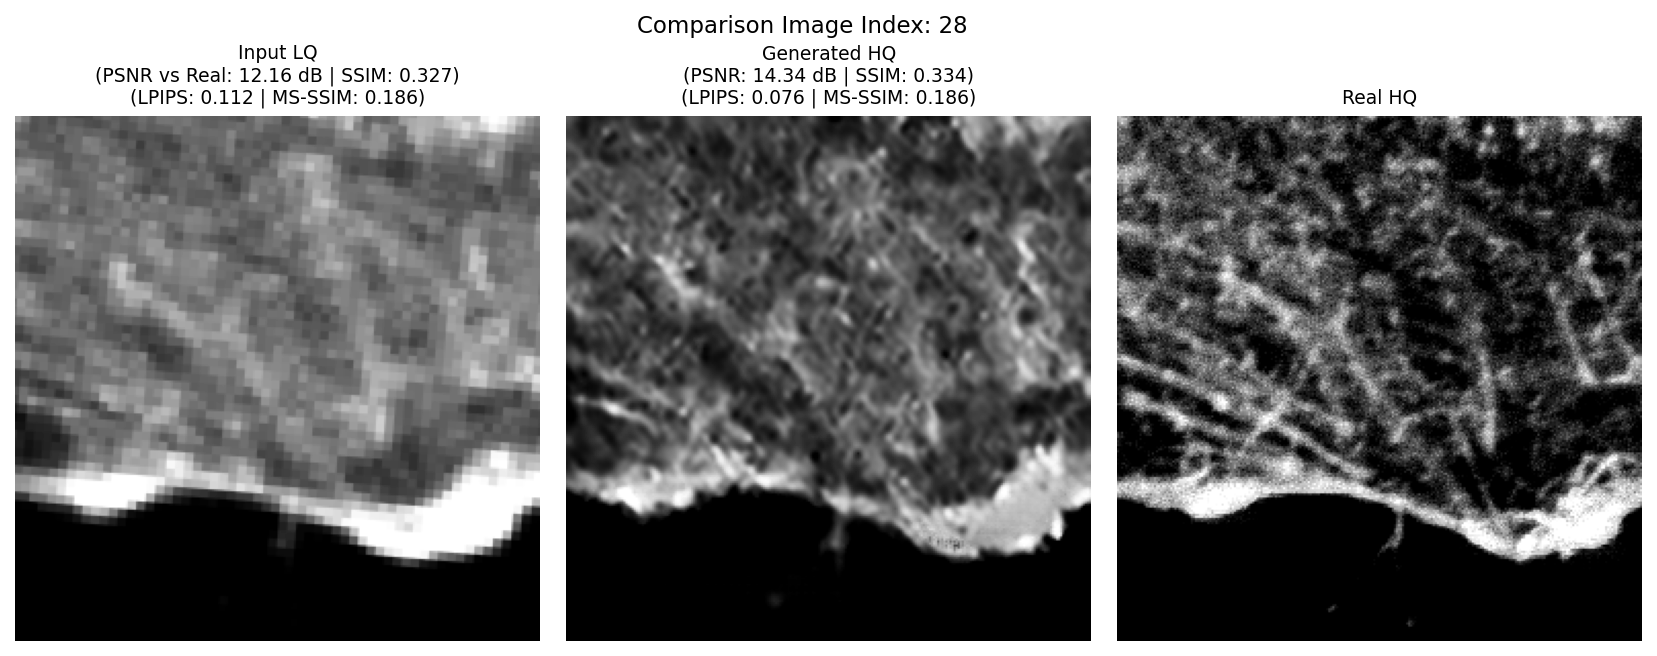 Comparison Image Index: 28
Input LQ
(PSNR vs Real: 12.16 dB | SSIM: 0.327)
(LPIPS: 0.112 | MS-SSIM: 0.186)
Generated HQ
(PSNR: 14.34 dB | SSIM: 0.334)
(LPIPS: 0.076 | MS-SSIM: 0.186)
Real HQ